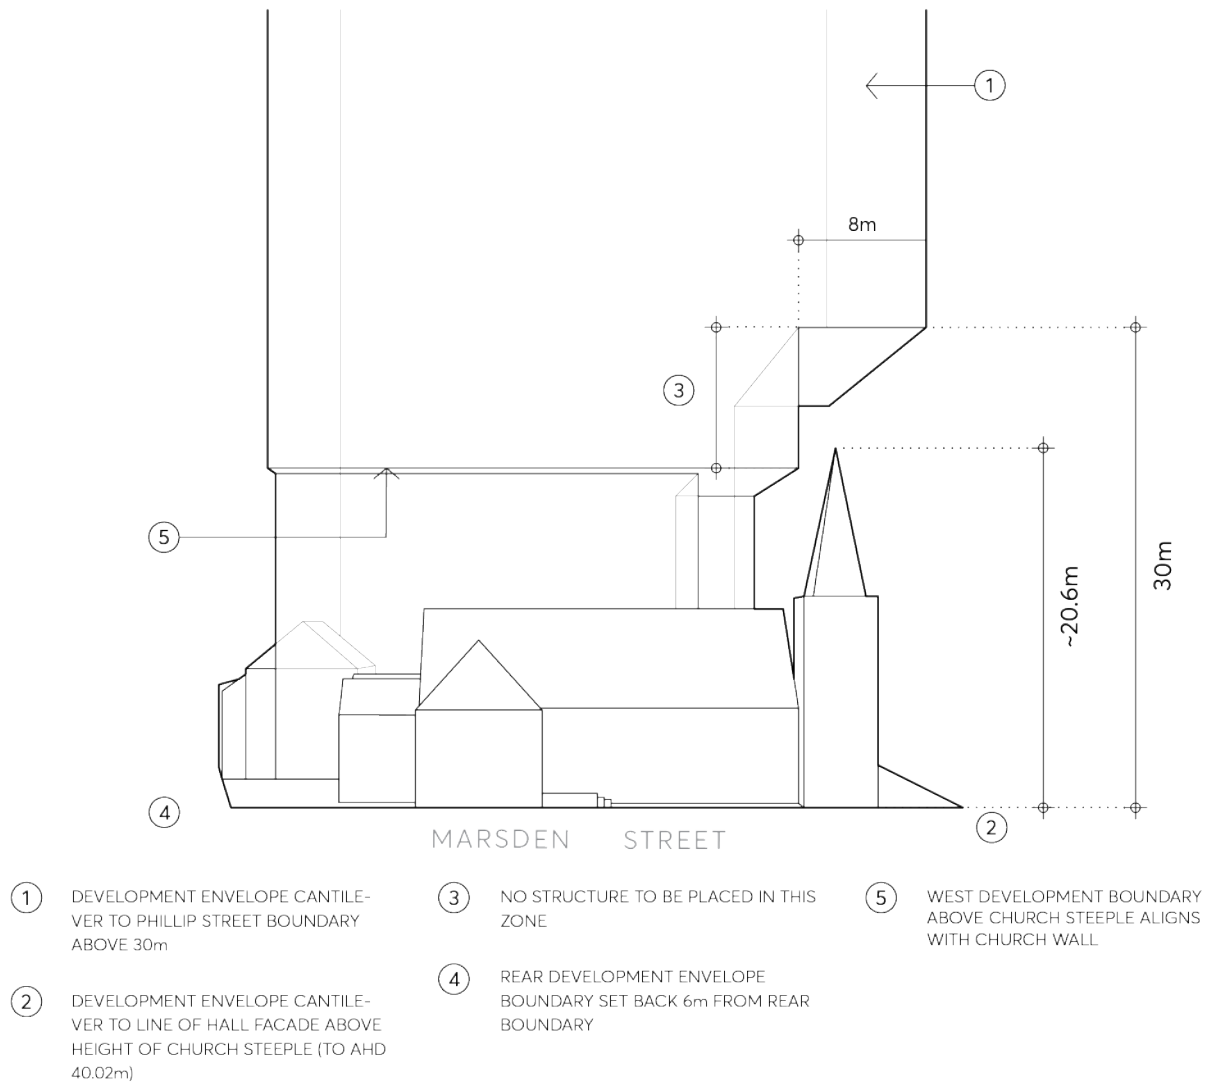 1
8m
3
5
~20.6m
30m
4
2
MARSDEN STREET
1
DEVELOPMENT ENVELOPE CANTILE-
VER TO PHILLIP STREET BOUNDARY
ABOVE 30m
2
DEVELOPMENT ENVELOPE CANTILE-
VER TO LINE OF HALL FACADE ABOVE
HEIGHT OF CHURCH STEEPLE (TO AHD
40.02m)
3
NO STRUCTURE TO BE PLACED IN THIS
ZONE
4
REAR DEVELOPMENT ENVELOPE
BOUNDARY SET BACK 6m FROM REAR
BOUNDARY
5
WEST DEVELOPMENT BOUNDARY
ABOVE CHURCH STEEPLE ALIGNS
WITH CHURCH WALL